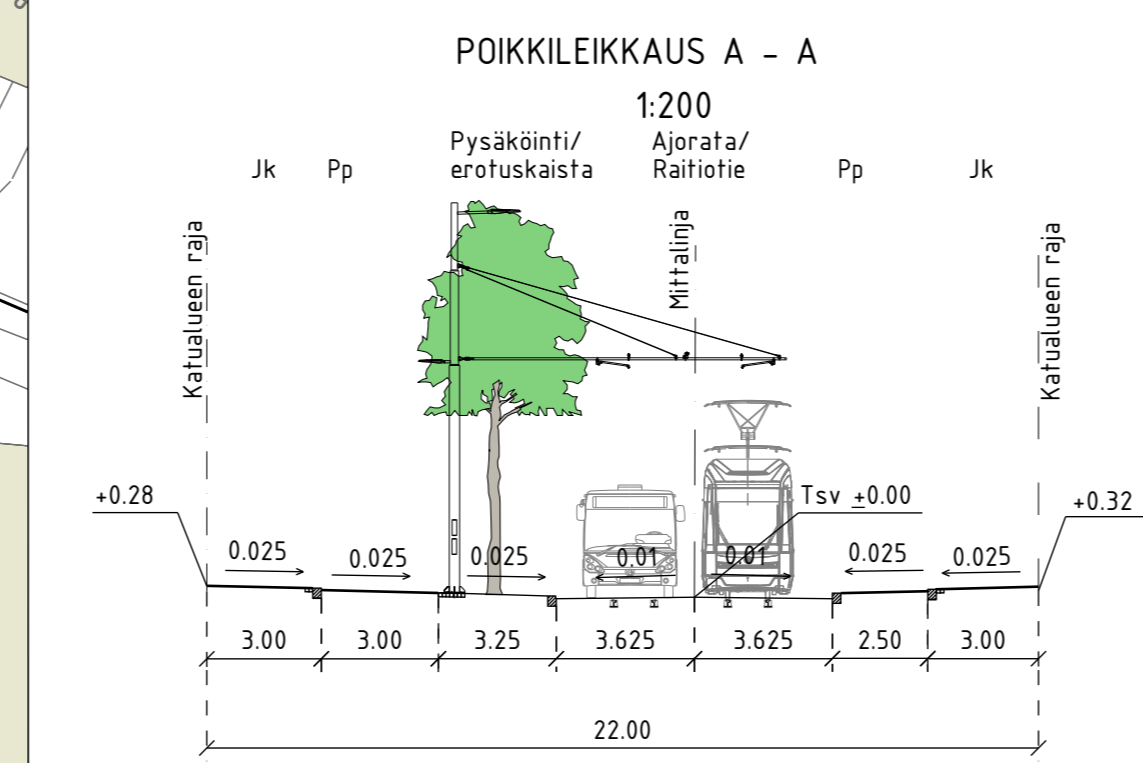 POIKKILEIKKAUS A - A
1:200
Jk
Pp
Pysäköinti/
erotuskaista
Ajorata/
Raitiotie
Pp
Jk
Katualueen raja
Mittalinja
Katualueen raja
+0.28
Tsv ±0.00
+0.32
0.025
0.025
0.025
0.01
0.01
0.025
0.025
3.00
3.00
3.25
3.625
3.625
2.50
3.00
22.00